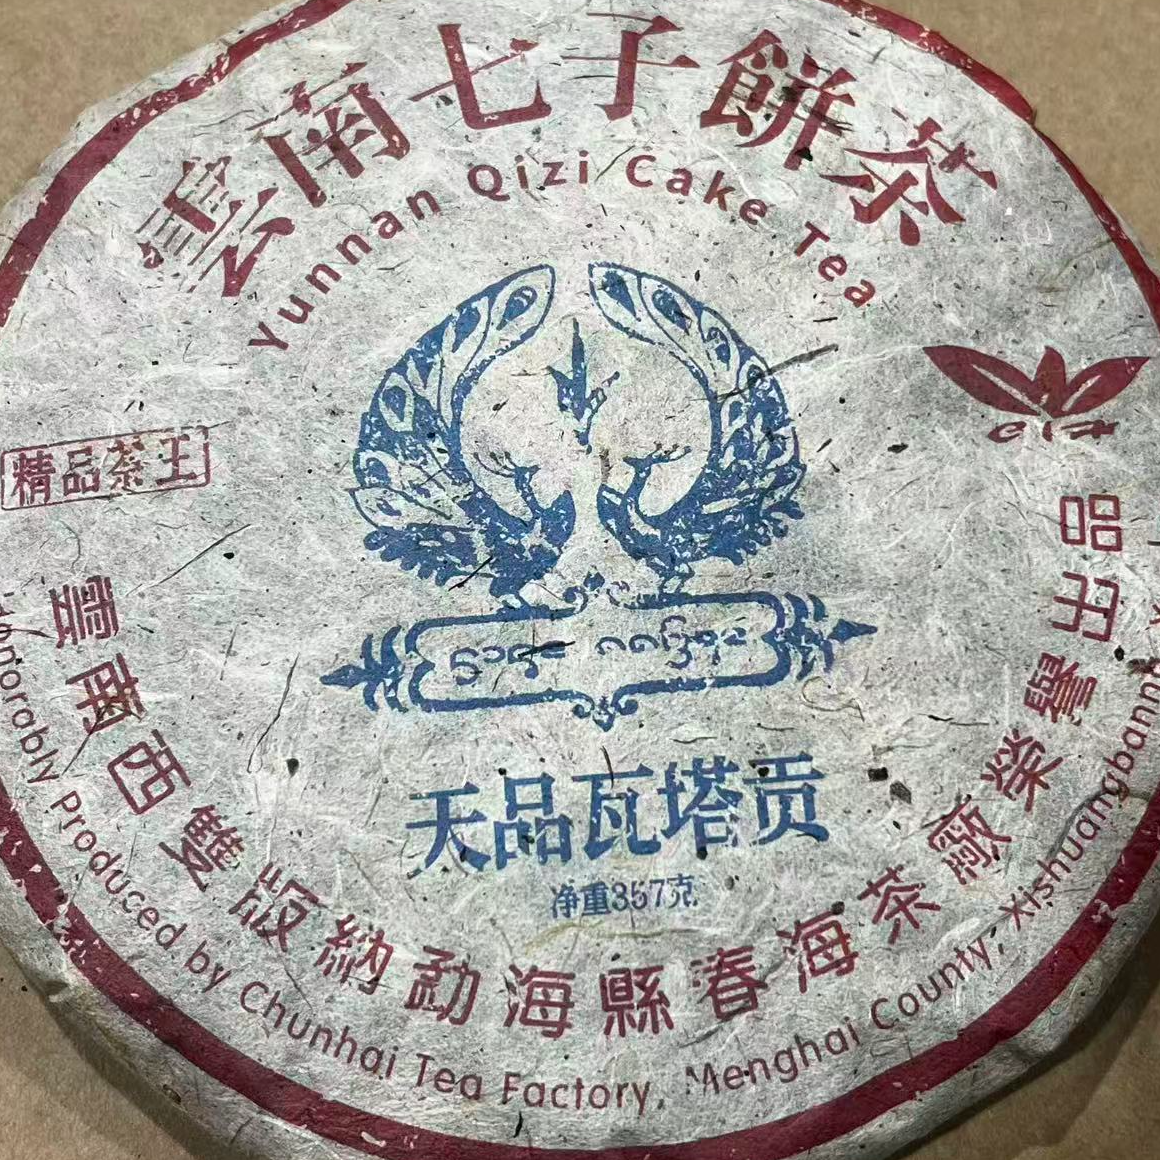 雲南七子餅茶
Yunnan Qizi Cake Tea
精品茶王
天品瓦塔贡
净重357克
雲南西雙版納勐海縣春海茶廠榮譽出品
Honorably Produced by Chunhai Tea Factory, Menghai County, Xishuangbanna